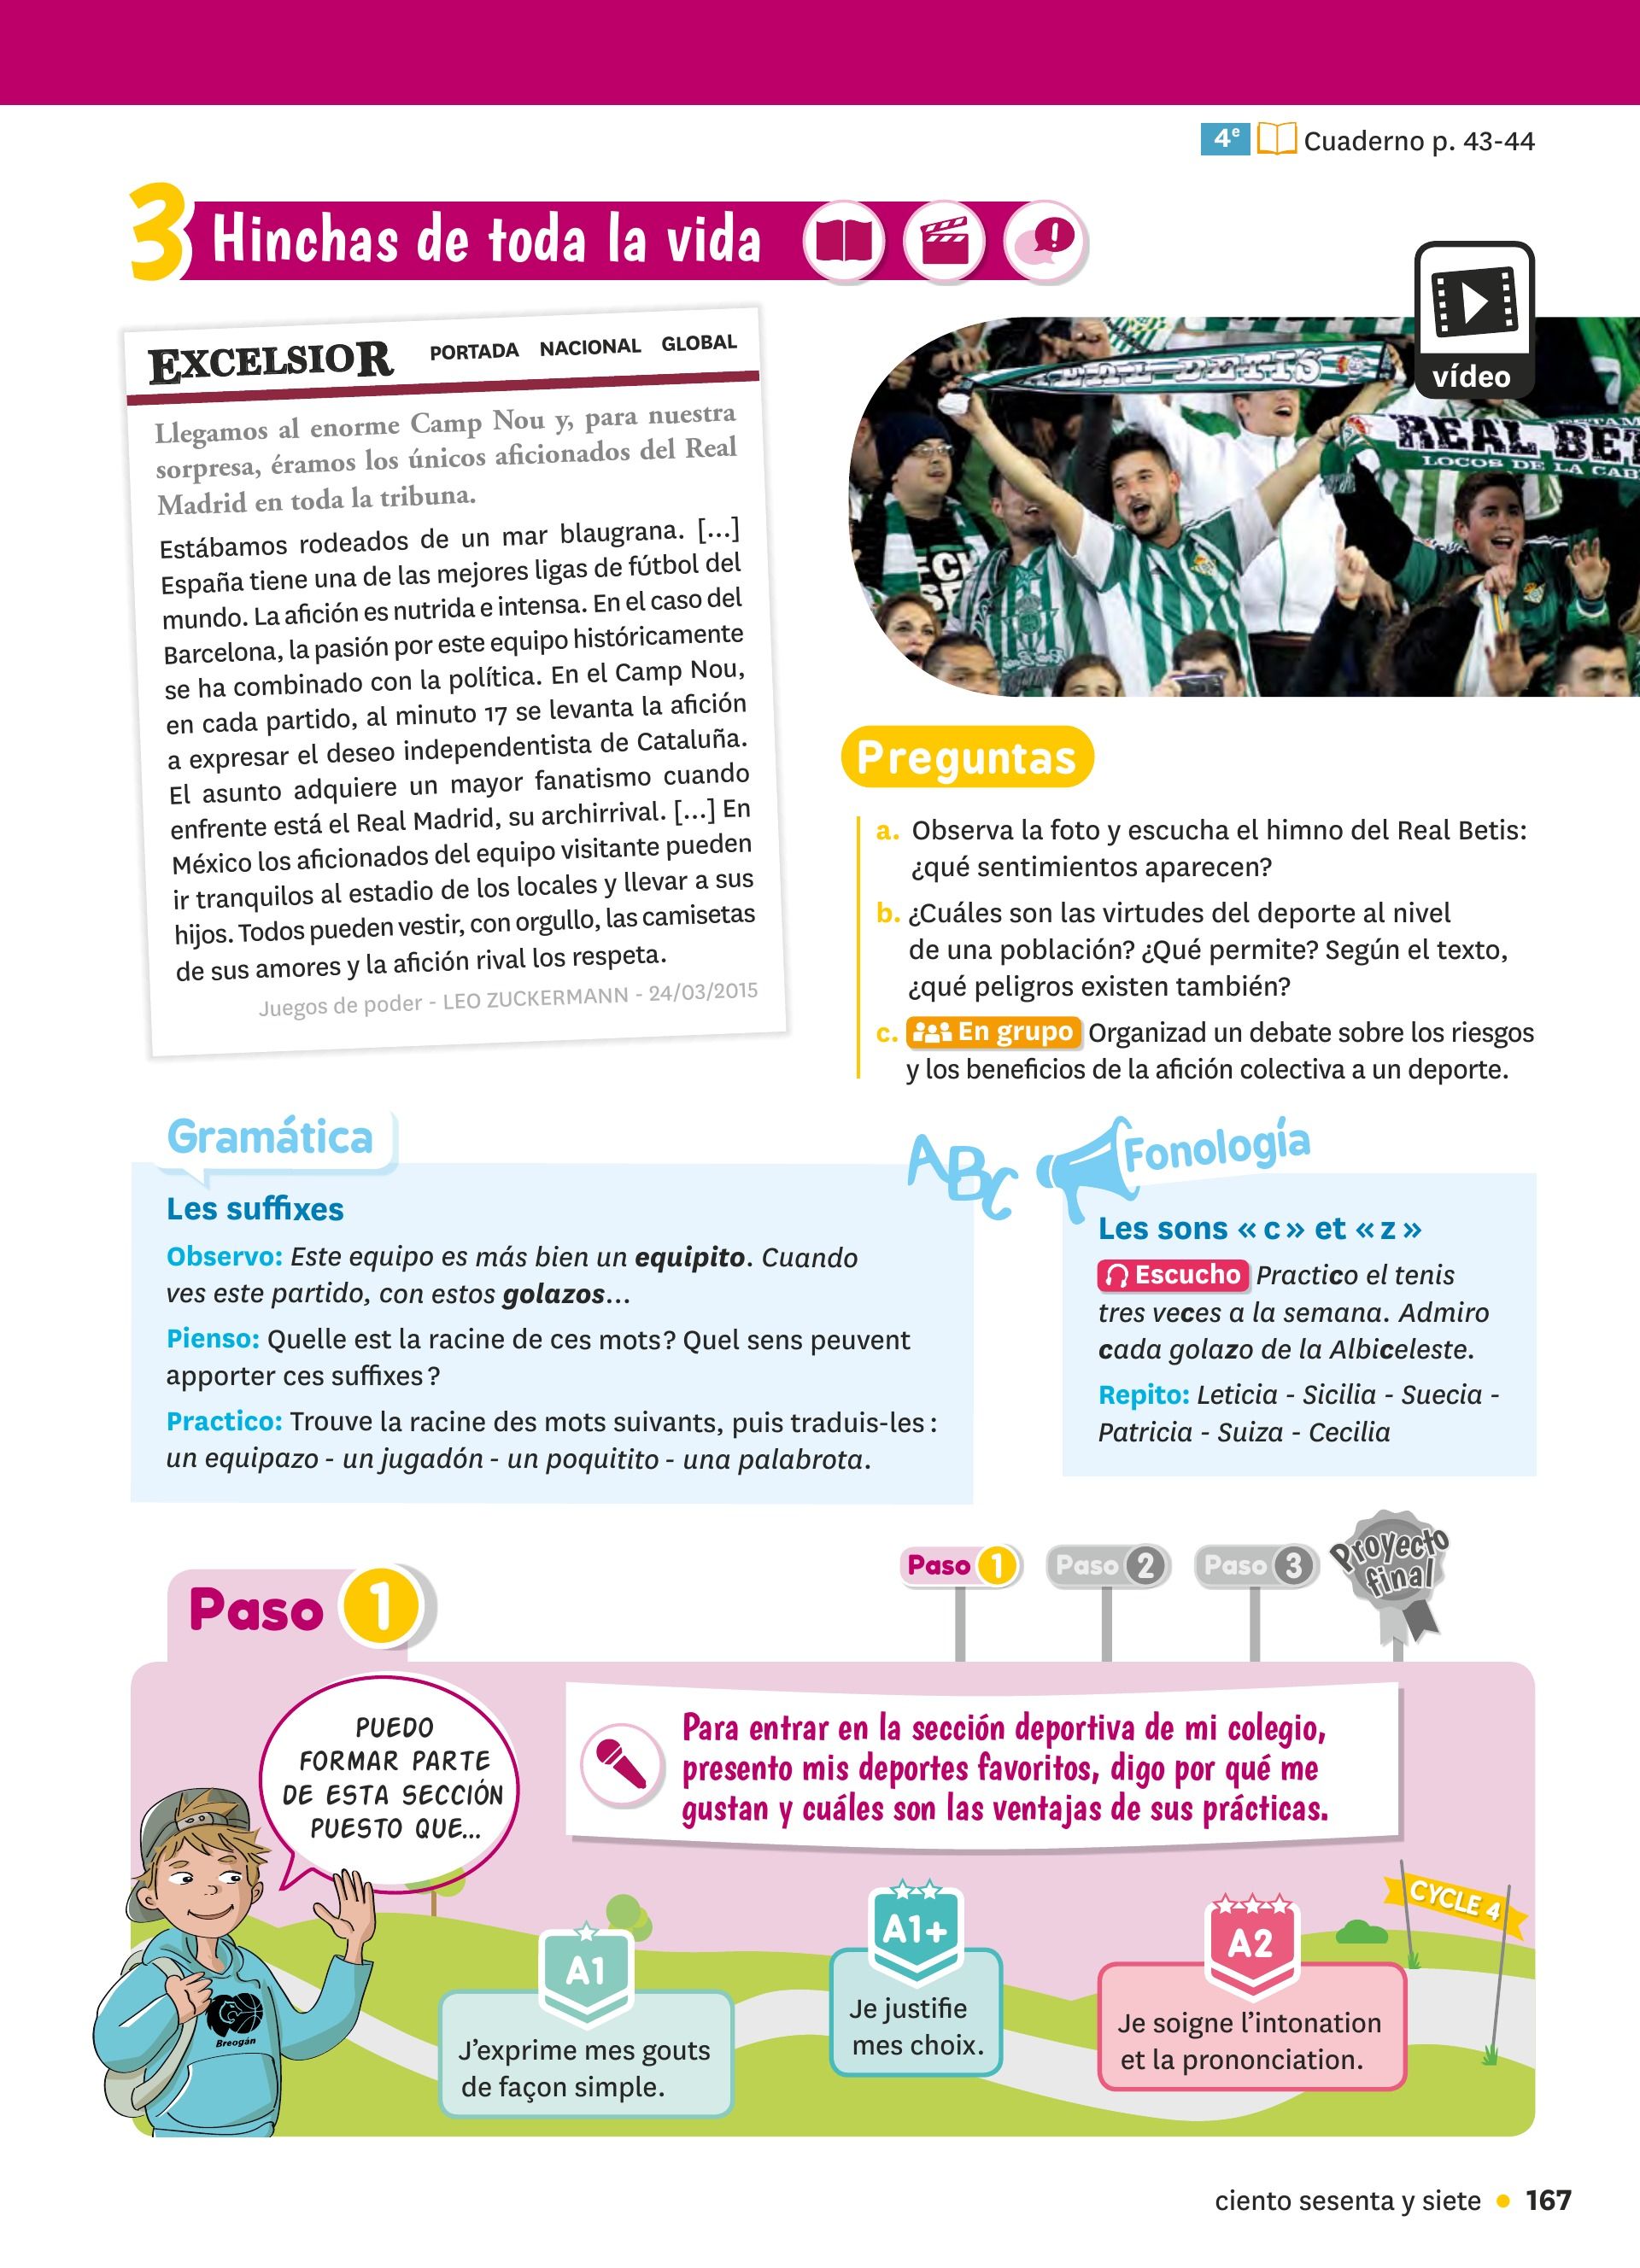 4e Cuaderno p. 43-44
3 Hinchas de toda la vida
vídeo
EXCELSIOR PORTADA NACIONAL GLOBAL
Llegamos al enorme Camp Nou y, para nuestra
sorpresa, éramos los únicos aficionados del Real
Madrid en toda la tribuna.
Estábamos rodeados de un mar blaugrana. [...]
España tiene una de las mejores ligas de fútbol del
mundo. La afición es nutrida e intensa. En el caso del
Barcelona, la pasión por este equipo históricamente
se ha combinado con la política. En el Camp Nou,
en cada partido, al minuto 17 se levanta la afición
a expresar el deseo independentista de Cataluña.
El asunto adquiere un mayor fanatismo cuando
enfrente está el Real Madrid, su archirrival. [...] En
México los aficionados del equipo visitante pueden
ir tranquilos al estadio de los locales y llevar a sus
hijos. Todos pueden vestir, con orgullo, las camisetas
de sus amores y la afición rival los respeta.
Juegos de poder - LEO ZUCKERMANN - 24/03/2015
REAL BETIS
REAL BET
LOCOS DE LA CAB
Preguntas
a. Observa la foto y escucha el himno del Real Betis:
¿qué sentimientos aparecen?
b. ¿Cuáles son las virtudes del deporte al nivel
de una población? ¿Qué permite? Según el texto,
¿qué peligros existen también?
c. En grupo Organizad un debate sobre los riesgos
y los beneficios de la afición colectiva a un deporte.
Gramática
ABC
Les suffixes
Observo: Este equipo es más bien un equipito. Cuando
ves este partido, con estos golazos...
Pienso: Quelle est la racine de ces mots? Quel sens peuvent
apporter ces suffixes?
Practico: Trouve la racine des mots suivants, puis traduis-les :
un equipazo - un jugadón - un poquitito - una palabrota.
Fonología
Les sons « c » et « z »
Escucho Practico el tenis
tres veces a la semana. Admiro
cada golazo de la Albiceleste.
Repito: Leticia - Sicilia - Suecia -
Patricia - Suiza - Cecilia
Paso 1
Paso 1 Paso 2 Paso 3 Proyecto
final
PUEDO
FORMAR PARTE
DE ESTA SECCIÓN
PUESTO QUE...
Para entrar en la sección deportiva de mi colegio,
presento mis deportes favoritos, digo por qué me
gustan y cuáles son las ventajas de sus prácticas.
Breogán
A1
J'exprime mes gouts
de façon simple.
A1+
Je justifie
mes choix.
A2
Je soigne l'intonation
et la prononciation.
CYCLE 4
ciento sesenta y siete • 167